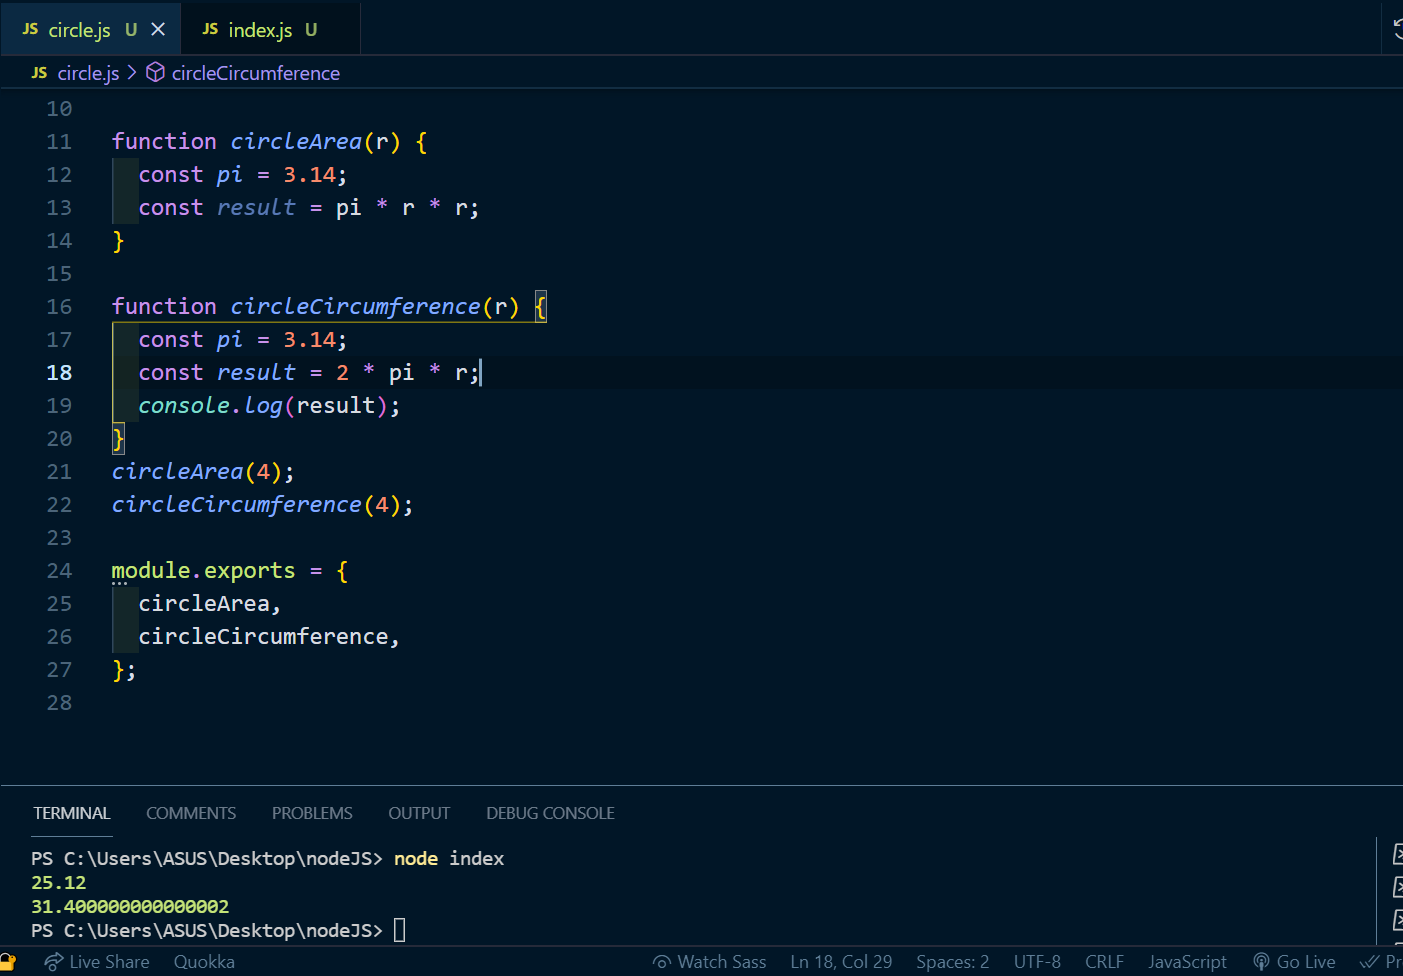 JS circle.js U × JS index.js U
JS circle.js > circleCircumference
10
11 function circleArea(r) {
12   const pi = 3.14;
13   const result = pi * r * r;
14 }
15
16 function circleCircumference(r) {
17   const pi = 3.14;
18   const result = 2 * pi * r;
19   console.log(result);
20 }
21 circleArea(4);
22 circleCircumference(4);
23
24 module.exports = {
25   circleArea,
26   circleCircumference,
27 };
28
TERMINAL COMMENTS PROBLEMS OUTPUT DEBUG CONSOLE
PS C:\Users\ASUS\Desktop\nodeJS> node index
25.12
31.400000000000002
PS C:\Users\ASUS\Desktop\nodeJS>
Live Share Quokka Watch Sass Ln 18, Col 29 Spaces: 2 UTF-8 CRLF JavaScript Go Live Pr